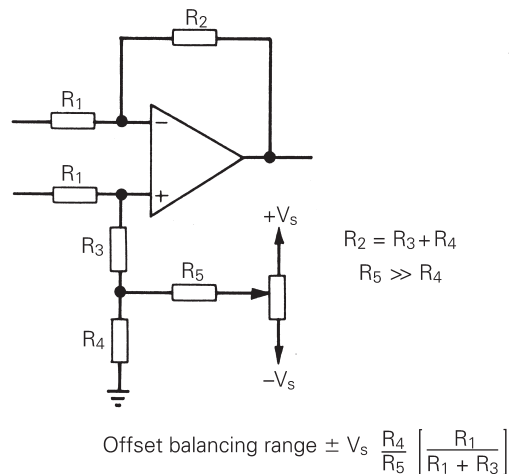 R2
R1
−
R1
+
+Vs
R3
R2 = R3+R4
R5 >> R4
R5
R4
−Vs
Offset balancing range ± Vs R4/R5 [R1/R1 + R3]